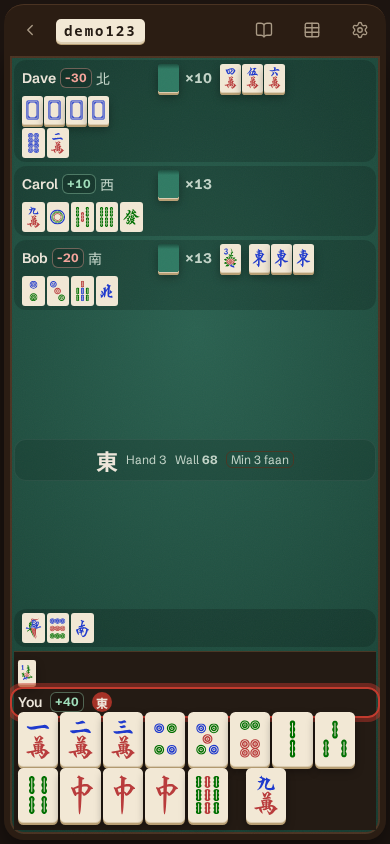 demo123
Dave -30 北 ×10 四萬 伍萬 六萬
二萬
Carol +10 西 ×13
九萬 發
Bob -20 南 ×13 3 東 東 東
北
東 Hand 3 Wall 68 Min 3 faan
南
1
You +40 東
一萬 二萬 三萬
中 中 中 九萬